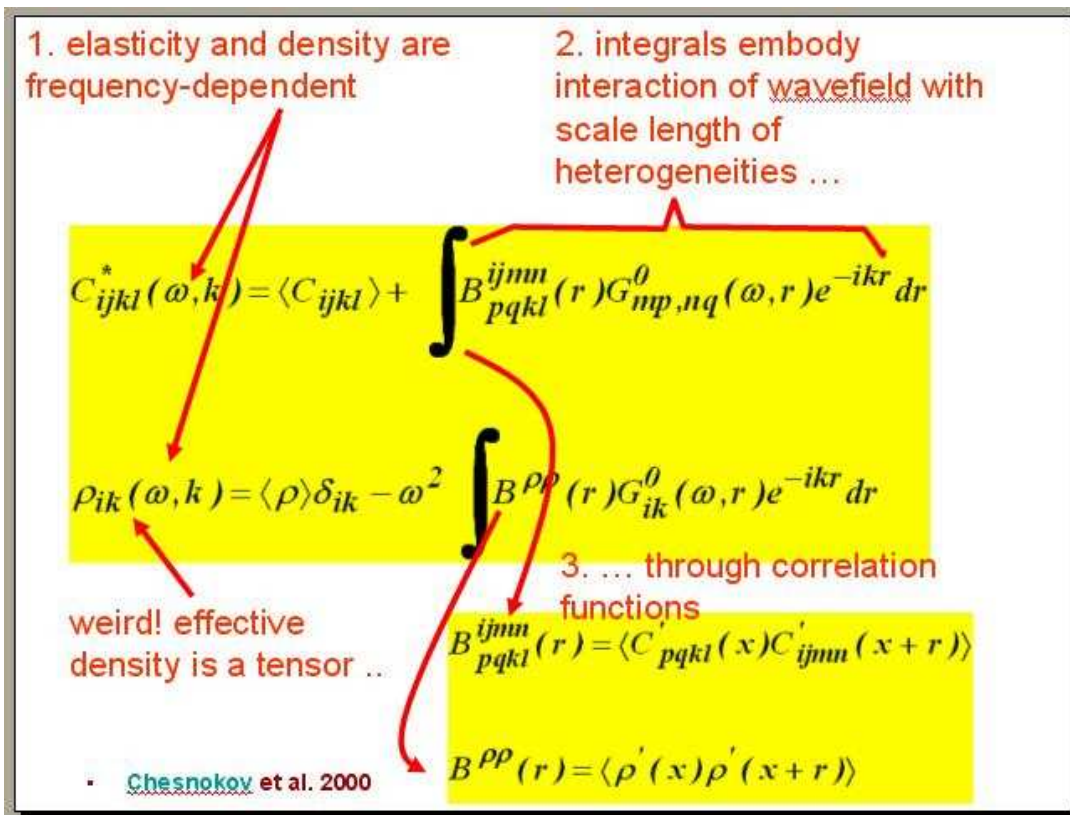 1. elasticity and density are
frequency-dependent
2. integrals embody
interaction of wavefield with
scale length of
heterogeneities …
C*ijkl(ω,k)=⟨Cijkl⟩+ ∫B^ijmn_pqkl(r)G^0_mp,nq(ω,r)e^−ikr dr
ρik(ω,k)=⟨ρ⟩δik−ω² ∫B^ρρ(r)G^0_ik(ω,r)e^−ikr dr
3. … through correlation
functions
weird! effective
density is a tensor ..
B^ijmn_pqkl(r)=⟨C'pqkl(x)C'ijmn(x+r)⟩
B^ρρ(r)=⟨ρ'(x)ρ'(x+r)⟩
▪ Chesnokov et al. 2000